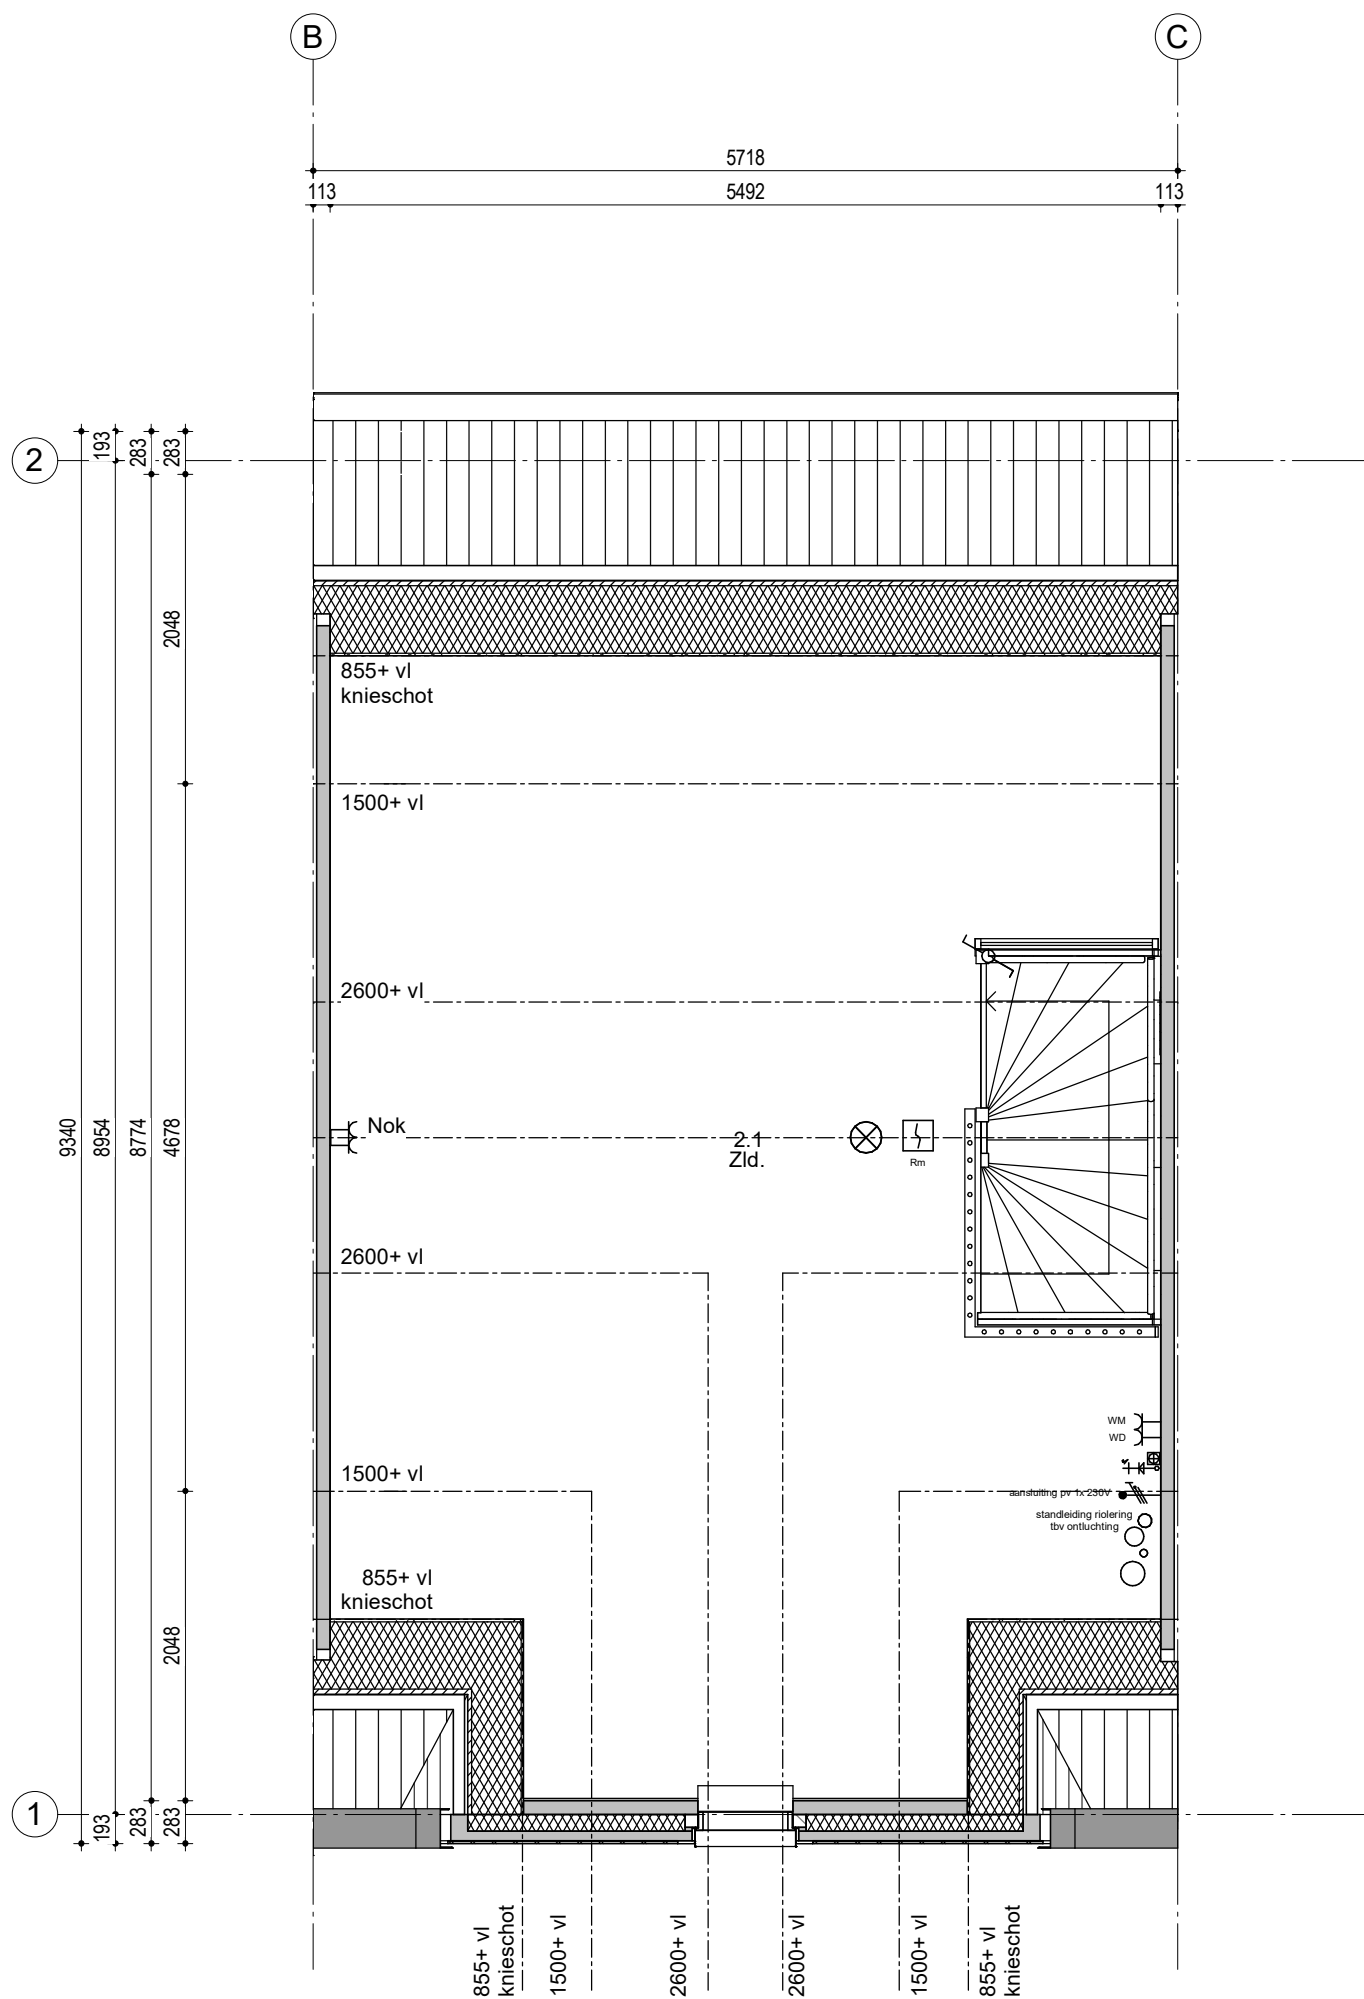 B
C
5718
113
5492
113
2
193
283
283
2048
855+ vl
knieschot
1500+ vl
2600+ vl
Nok
2.1
Zld.
Rm
9340
8954
8774
4678
2600+ vl
WM
WD
1500+ vl
aansluiting pv 1x 230V
standleiding riolering
tbv ontluchting
855+ vl
knieschot
2048
1
193
283
283
855+ vl
knieschot
1500+ vl
2600+ vl
2600+ vl
1500+ vl
855+ vl
knieschot